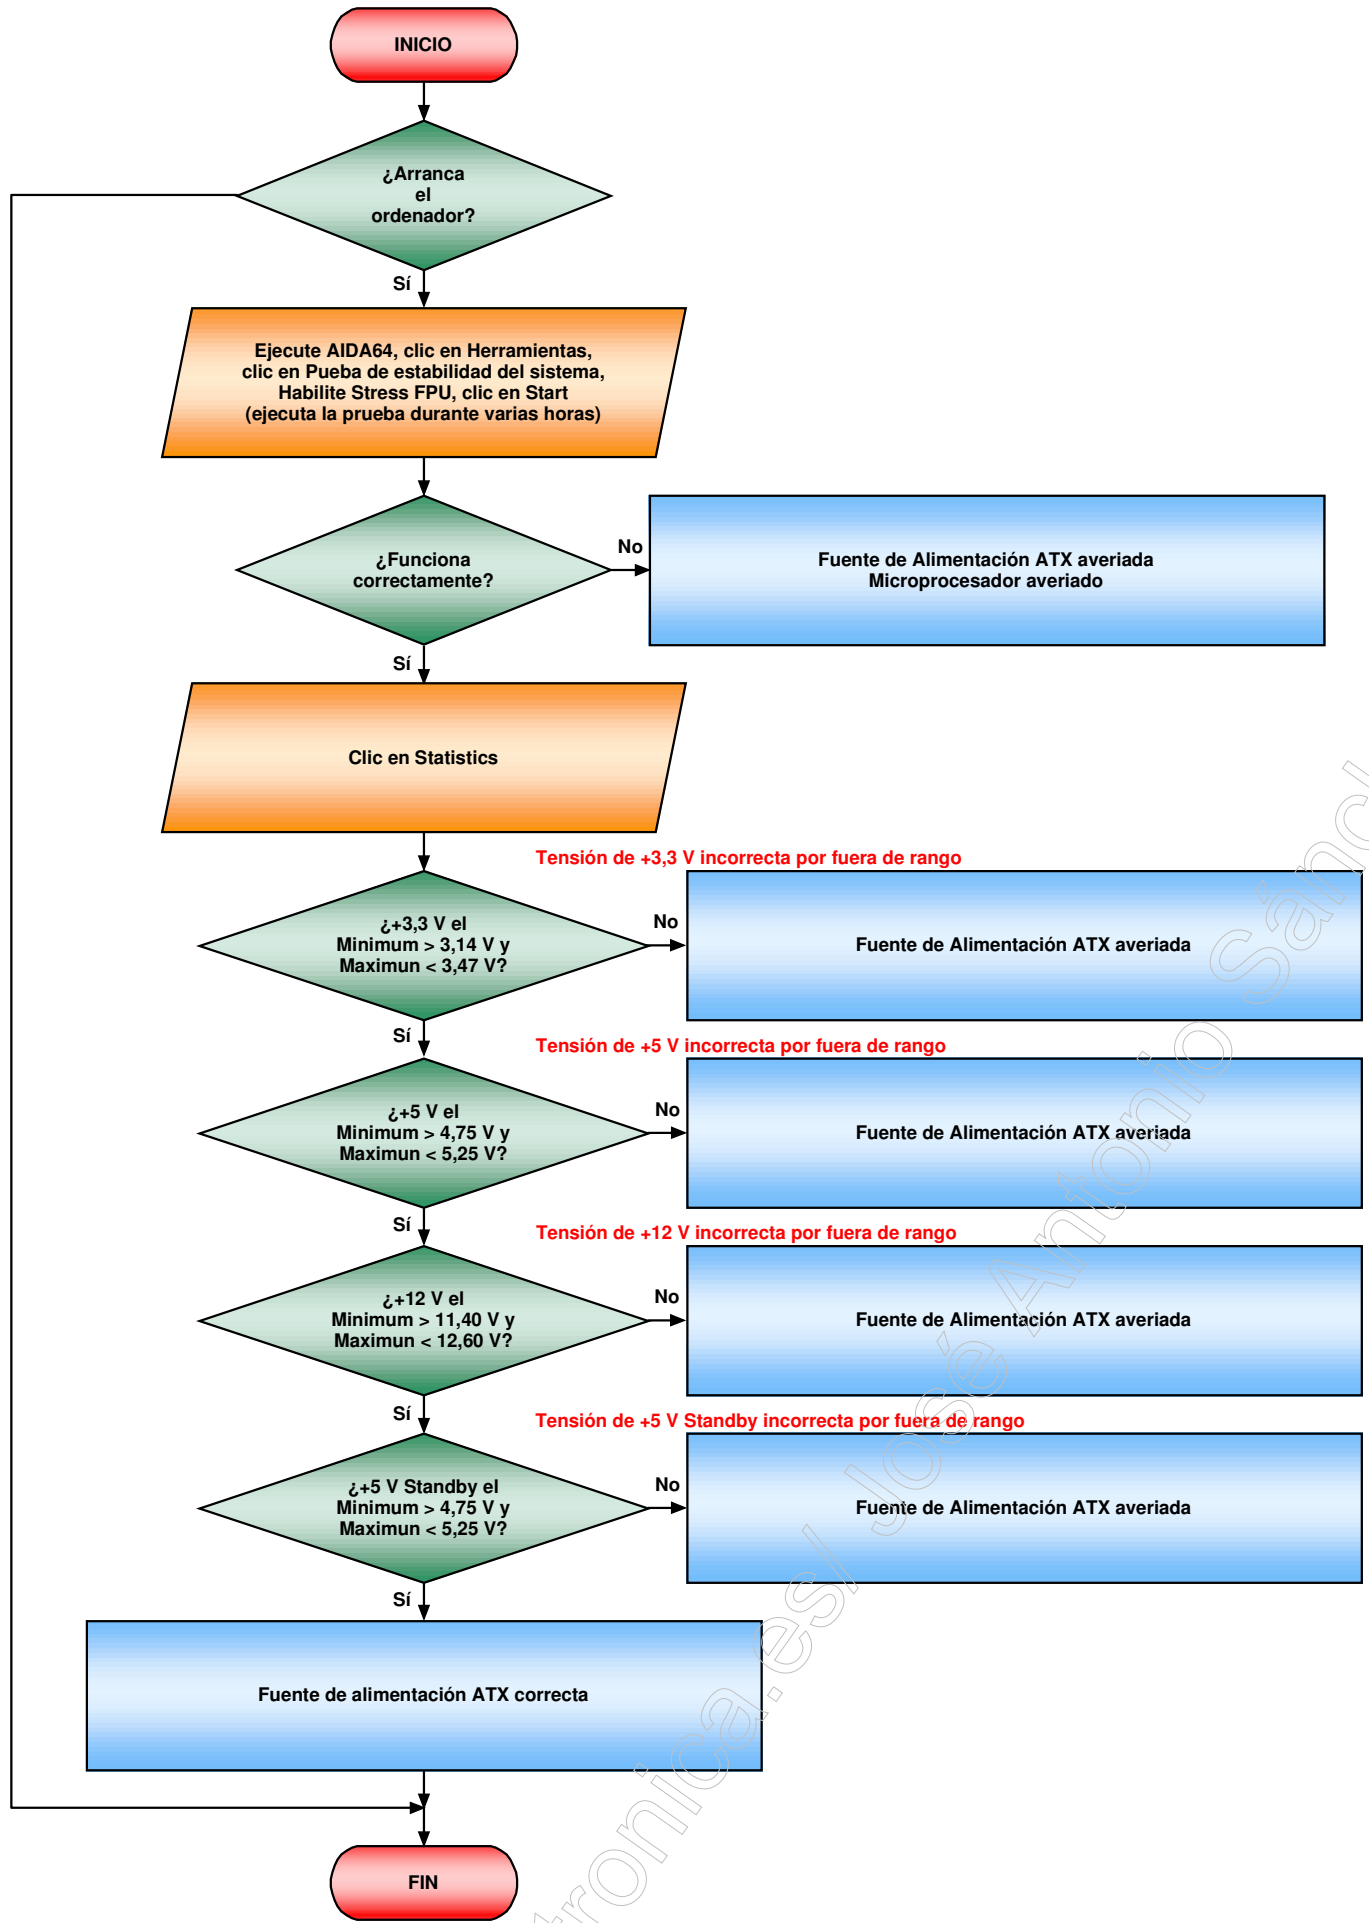 INICIO
¿Arranca
el
ordenador?
Sí
Ejecute AIDA64, clic en Herramientas,
clic en Pueba de estabilidad del sistema,
Habilite Stress FPU, clic en Start
(ejecuta la prueba durante varias horas)
¿Funciona
correctamente?
No
Fuente de Alimentación ATX averiada
Microprocesador averiado
Sí
Clic en Statistics
Tensión de +3,3 V incorrecta por fuera de rango
¿+3,3 V el
Minimum > 3,14 V y
Maximun < 3,47 V?
No
Fuente de Alimentación ATX averiada
Sí
Tensión de +5 V incorrecta por fuera de rango
¿+5 V el
Minimum > 4,75 V y
Maximun < 5,25 V?
No
Fuente de Alimentación ATX averiada
Sí
Tensión de +12 V incorrecta por fuera de rango
¿+12 V el
Minimum > 11,40 V y
Maximun < 12,60 V?
No
Fuente de Alimentación ATX averiada
Sí
Tensión de +5 V Standby incorrecta por fuera de rango
¿+5 V Standby el
Minimum > 4,75 V y
Maximun < 5,25 V?
No
Fuente de Alimentación ATX averiada
Sí
Fuente de alimentación ATX correcta
FIN
tronica.es/ José Antonio Sánc